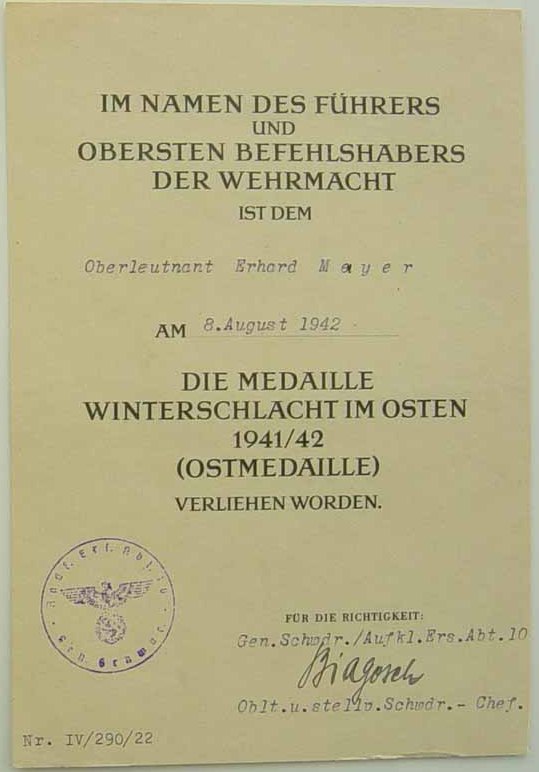 IM NAMEN DES FÜHRERS
UND
OBERSTEN BEFEHLSHABERS
DER WEHRMACHT
IST DEM
Oberleutnant Erhard Mayer
AM 8.August 1942
DIE MEDAILLE
WINTERSCHLACHT IM OSTEN
1941/42
(OSTMEDAILLE)
VERLIEHEN WORDEN.
FÜR DIE RICHTIGKEIT:
Gen.Schwdr./Aufkl.Ers.Abt.10
Biagosch
Oblt.u.stellv.Schwdr.- Chef.
Nr. IV/290/22